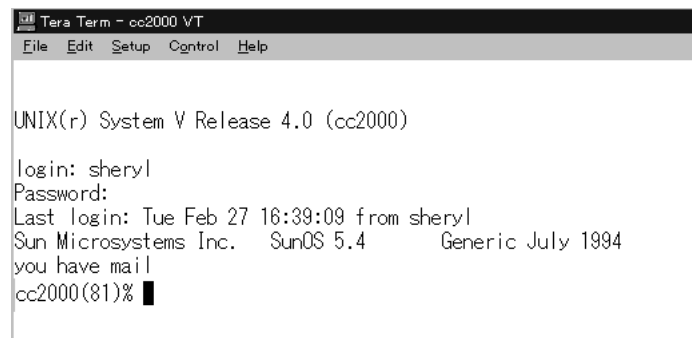 Tera Term - cc2000 VT
File Edit Setup Control Help
UNIX(r) System V Release 4.0 (cc2000)
login: sheryl
Password:
Last login: Tue Feb 27 16:39:09 from sheryl
Sun Microsystems Inc. SunOS 5.4 Generic July 1994
you have mail
cc2000(81)%